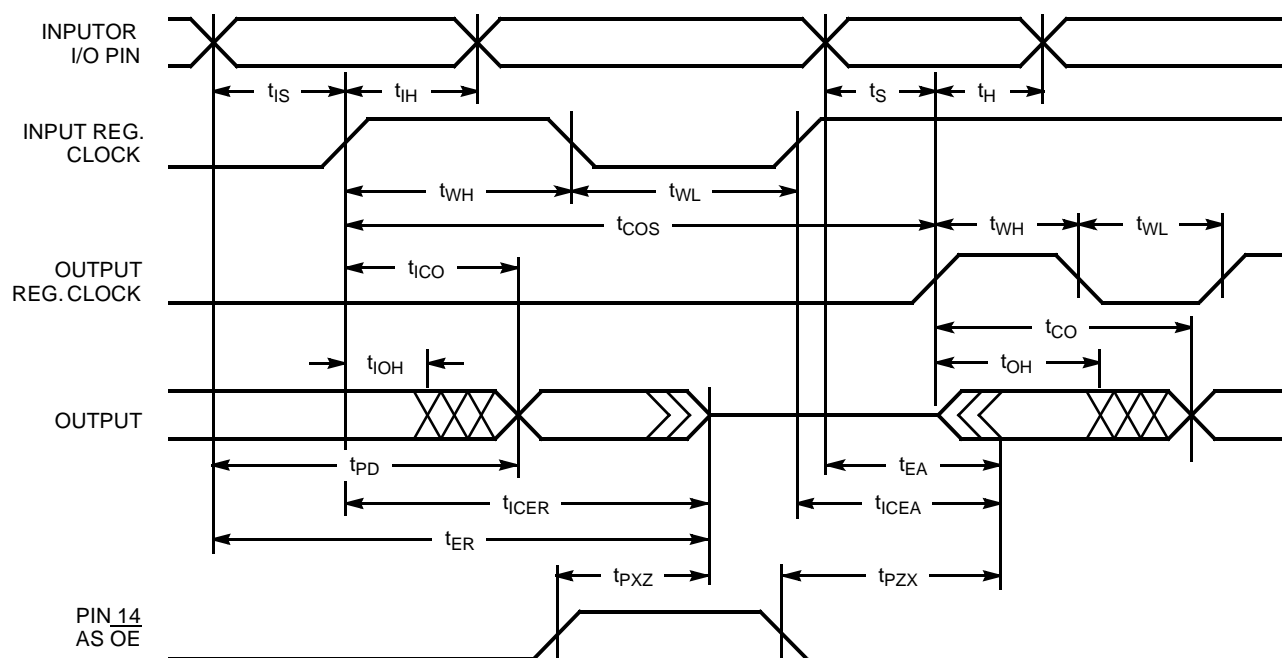 INPUTOR
I/O PIN
tIS
tIH
tS
tH
INPUT REG.
CLOCK
tWH
tWL
tCOS
tWH
tWL
OUTPUT
REG. CLOCK
tICO
tCO
tIOH
tOH
OUTPUT
tPD
tEA
tICER
tICEA
tER
tPXZ
tPZX
PIN 14
AS OE